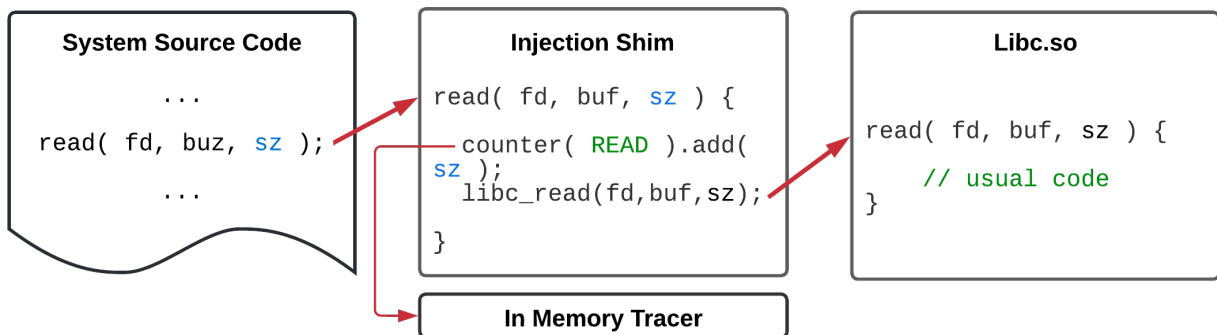 System Source Code
...
read( fd, buz, sz );
...
Injection Shim
read( fd, buf, sz ) {
counter( READ ).add(
sz );
libc_read(fd,buf,sz);
}
In Memory Tracer
Libc.so
read( fd, buf, sz ) {
// usual code
}